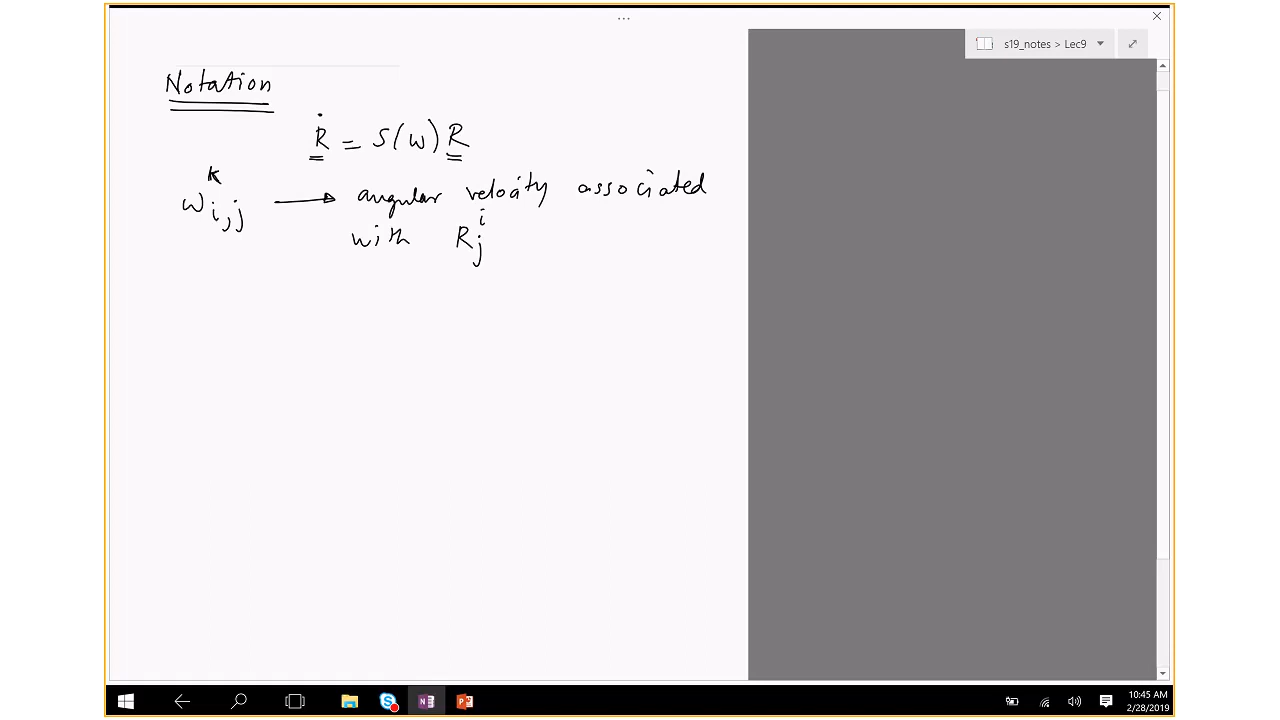 ...
s19_notes > Lec9
Notation
Ṙ = S(ω) R
ω^k_{i,j} → angular velocity associated
with R^i_j
10:45 AM
2/28/2019